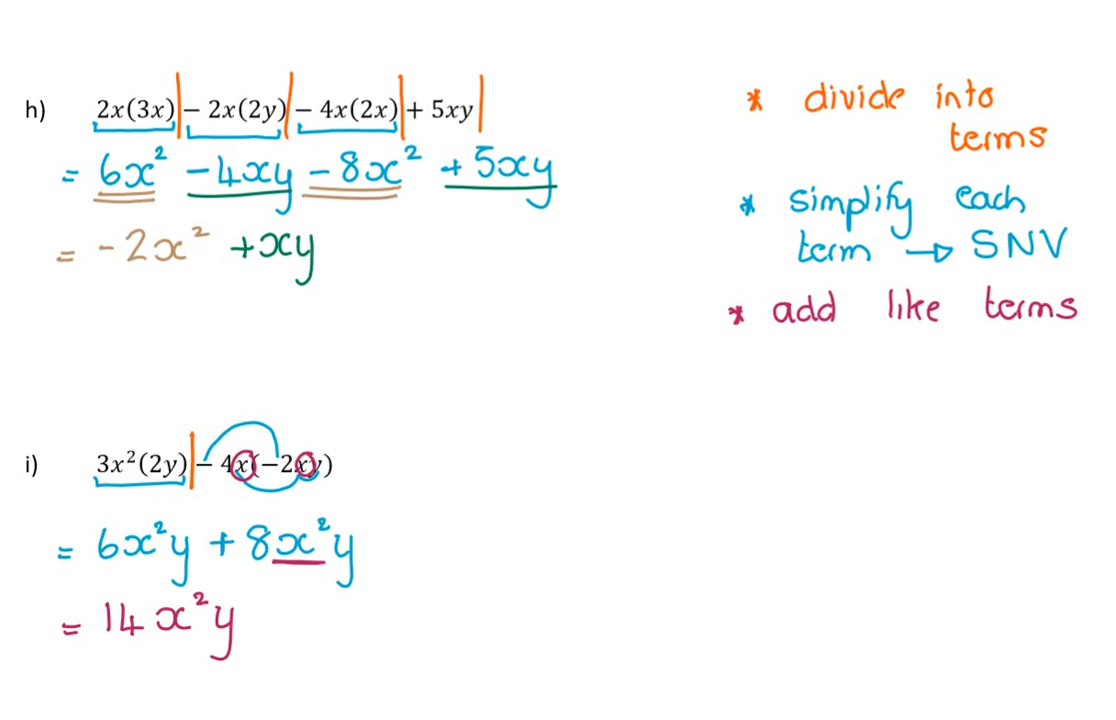 h) 2x(3x) − 2x(2y) − 4x(2x) + 5xy
= 6x² − 4xy − 8x² + 5xy
= −2x² + xy
* divide into
terms
* simplify each
term → SNV
* add like terms
i) 3x²(2y) − 4x(−2xy)
= 6x²y + 8x²y
= 14x²y